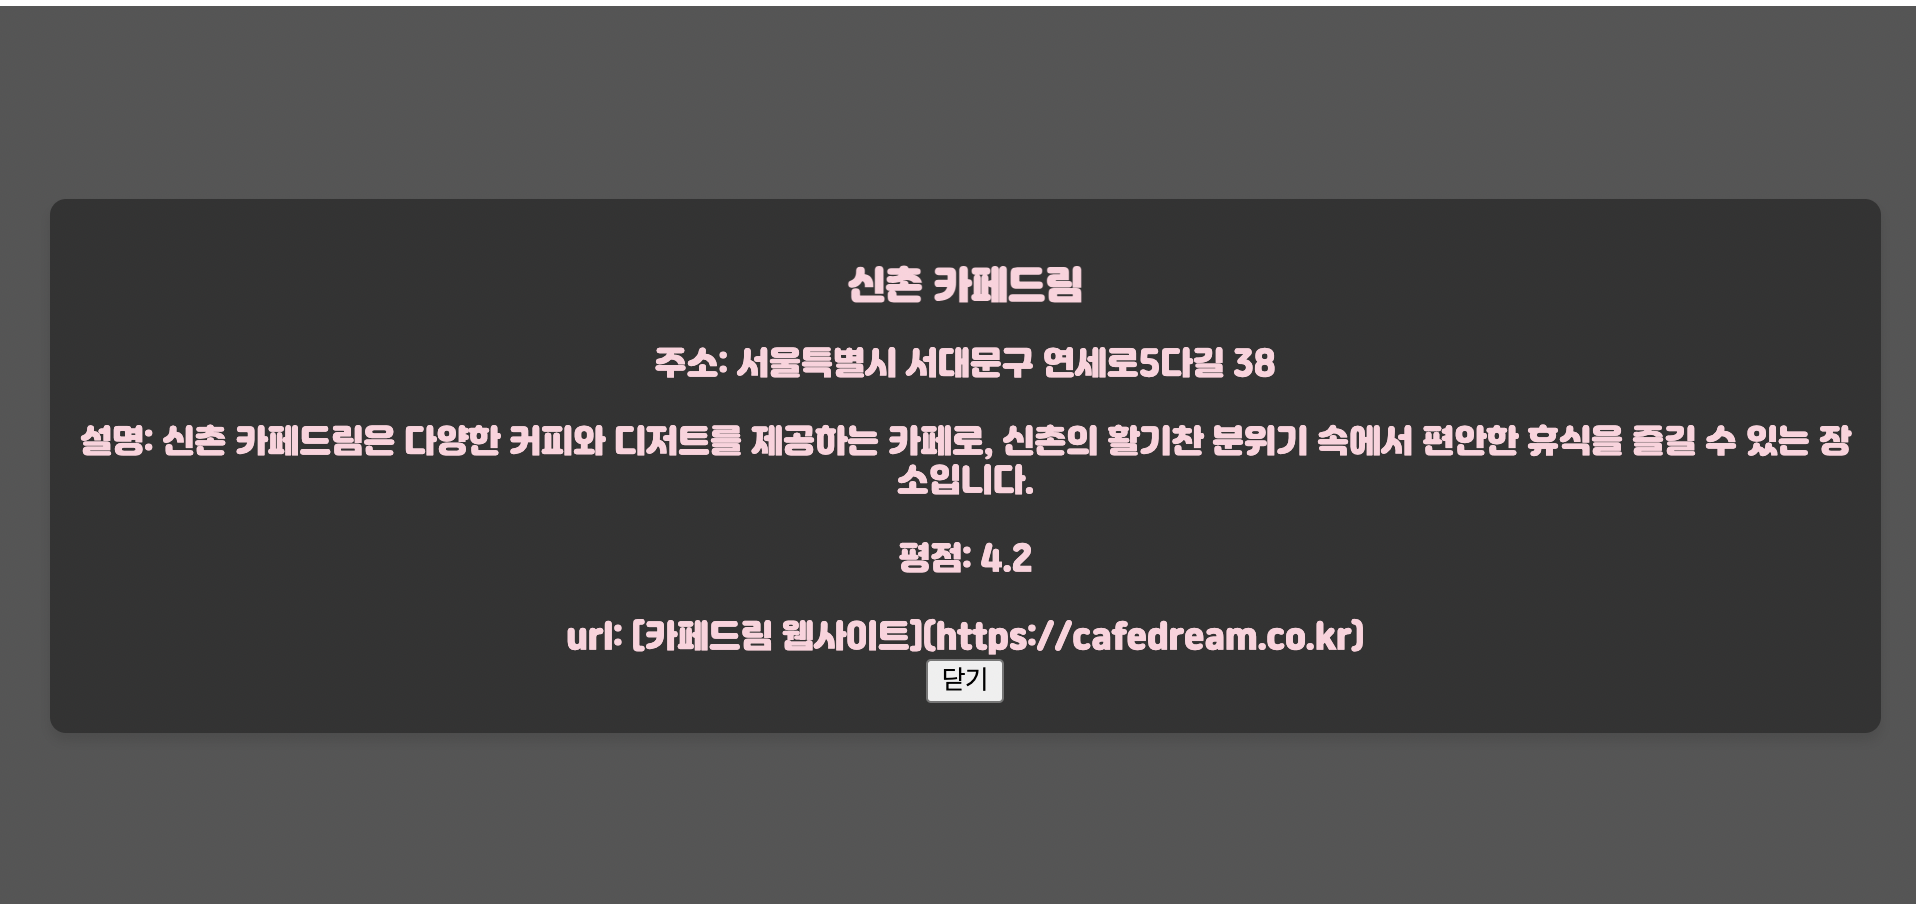 신촌 카페드림
주소: 서울특별시 서대문구 연세로5다길 38
설명: 신촌 카페드림은 다양한 커피와 디저트를 제공하는 카페로, 신촌의 활기찬 분위기 속에서 편안한 휴식을 즐길 수 있는 장
소입니다.
평점: 4.2
url: [카페드림 웹사이트](https://cafedream.co.kr)
닫기